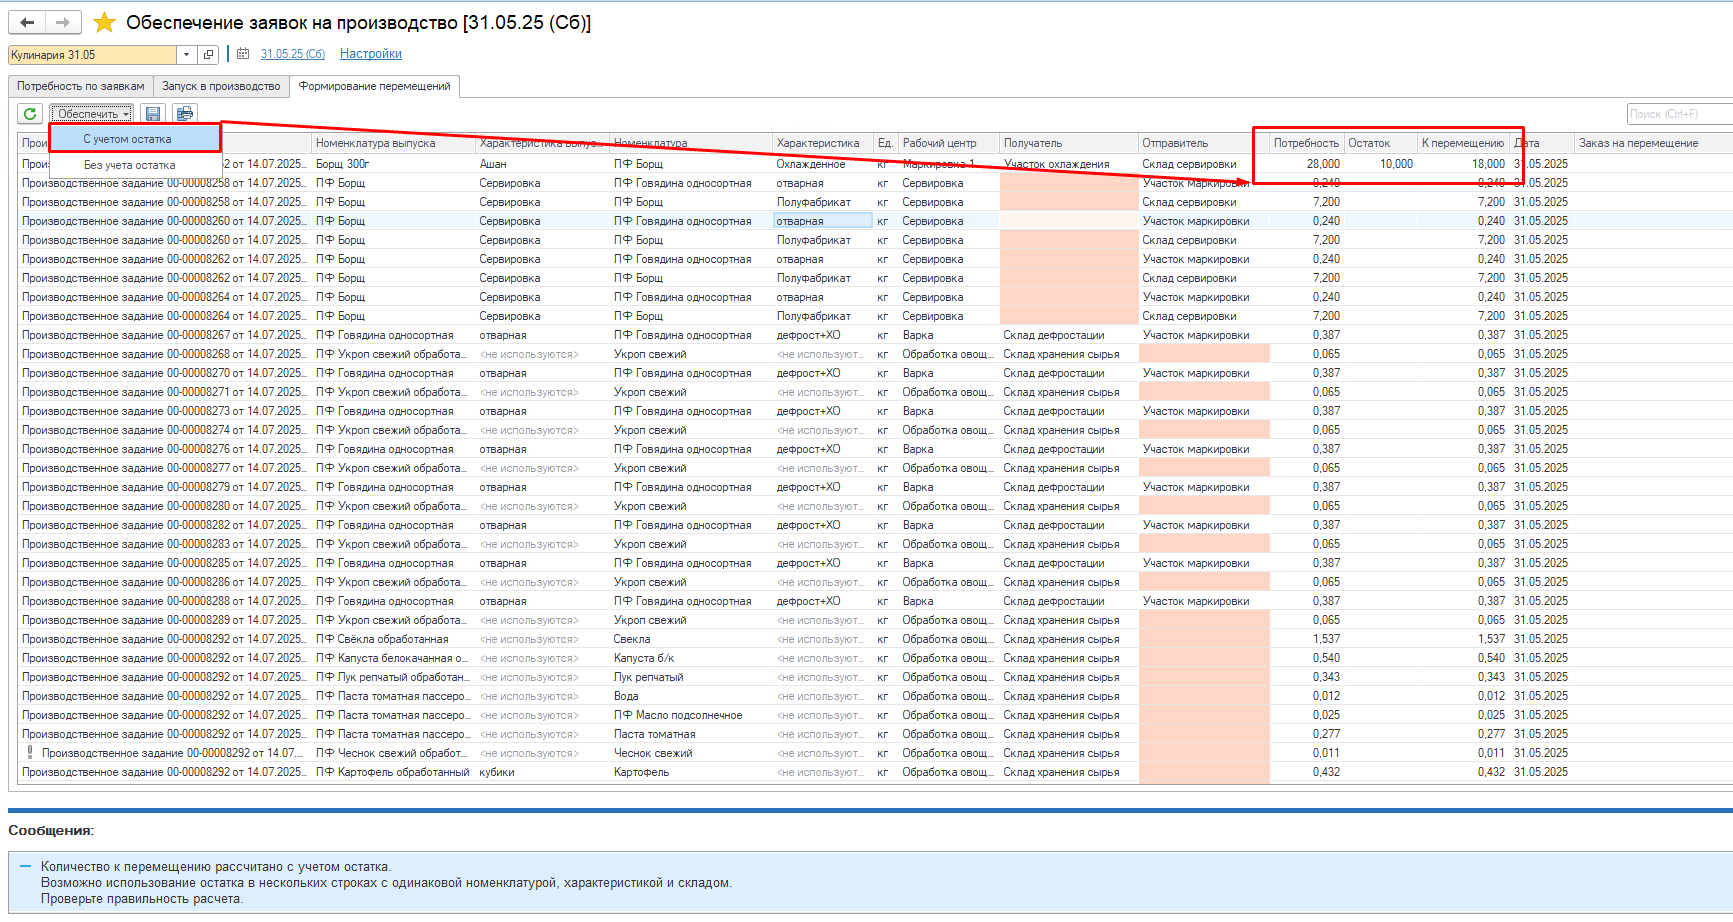 Обеспечение заявок на производство [31.05.25 (Сб)]
Кулинария 31.05 31.05.25 (Сб) Настройки
Потребность по заявкам Запуск в производство Формирование перемещений
Обеспечить Поиск (Ctrl+F)
С учетом остатка
Без учета остатка
Прои Номенклатура выпуска Характеристика выпус... Номенклатура Характеристика Ед. Рабочий центр Получатель Отправитель Потребность Остаток К перемещению Дата Заказ на перемещение
Прои 2 от 14.07.2025... Борщ 300г Ашан ПФ Борщ Охлажденное кг Маркировка 1 Участок охлаждения Склад сервировки 28,000 10,000 18,000 31.05.2025
Производственное задание 00-00008258 от 14.07.2025... ПФ Борщ Сервировка ПФ Говядина односортная отварная кг Сервировка Участок маркировки 0,240 0,240 31.05.2025
Производственное задание 00-00008258 от 14.07.2025... ПФ Борщ Сервировка ПФ Борщ Полуфабрикат кг Сервировка Склад сервировки 7,200 7,200 31.05.2025
Производственное задание 00-00008260 от 14.07.2025... ПФ Борщ Сервировка ПФ Говядина односортная отварная кг Сервировка Участок маркировки 0,240 0,240 31.05.2025
Производственное задание 00-00008260 от 14.07.2025... ПФ Борщ Сервировка ПФ Борщ Полуфабрикат кг Сервировка Склад сервировки 7,200 7,200 31.05.2025
Производственное задание 00-00008262 от 14.07.2025... ПФ Борщ Сервировка ПФ Говядина односортная отварная кг Сервировка Участок маркировки 0,240 0,240 31.05.2025
Производственное задание 00-00008262 от 14.07.2025... ПФ Борщ Сервировка ПФ Борщ Полуфабрикат кг Сервировка Склад сервировки 7,200 7,200 31.05.2025
Производственное задание 00-00008264 от 14.07.2025... ПФ Борщ Сервировка ПФ Говядина односортная отварная кг Сервировка Участок маркировки 0,240 0,240 31.05.2025
Производственное задание 00-00008264 от 14.07.2025... ПФ Борщ Сервировка ПФ Борщ Полуфабрикат кг Сервировка Склад сервировки 7,200 7,200 31.05.2025
Производственное задание 00-00008267 от 14.07.2025... ПФ Говядина односортная отварная ПФ Говядина односортная дефрост+ХО кг Варка Склад дефростации Участок маркировки 0,387 0,387 31.05.2025
Производственное задание 00-00008268 от 14.07.2025... ПФ Укроп свежий обработа... <не используются> Укроп свежий <не используют... кг Обработка овощ... Склад хранения сырья 0,065 0,065 31.05.2025
Производственное задание 00-00008270 от 14.07.2025... ПФ Говядина односортная отварная ПФ Говядина односортная дефрост+ХО кг Варка Склад дефростации Участок маркировки 0,387 0,387 31.05.2025
Производственное задание 00-00008271 от 14.07.2025... ПФ Укроп свежий обработа... <не используются> Укроп свежий <не используют... кг Обработка овощ... Склад хранения сырья 0,065 0,065 31.05.2025
Производственное задание 00-00008273 от 14.07.2025... ПФ Говядина односортная отварная ПФ Говядина односортная дефрост+ХО кг Варка Склад дефростации Участок маркировки 0,387 0,387 31.05.2025
Производственное задание 00-00008274 от 14.07.2025... ПФ Укроп свежий обработа... <не используются> Укроп свежий <не используют... кг Обработка овощ... Склад хранения сырья 0,065 0,065 31.05.2025
Производственное задание 00-00008276 от 14.07.2025... ПФ Говядина односортная отварная ПФ Говядина односортная дефрост+ХО кг Варка Склад дефростации Участок маркировки 0,387 0,387 31.05.2025
Производственное задание 00-00008277 от 14.07.2025... ПФ Укроп свежий обработа... <не используются> Укроп свежий <не используют... кг Обработка овощ... Склад хранения сырья 0,065 0,065 31.05.2025
Производственное задание 00-00008279 от 14.07.2025... ПФ Говядина односортная отварная ПФ Говядина односортная дефрост+ХО кг Варка Склад дефростации Участок маркировки 0,387 0,387 31.05.2025
Производственное задание 00-00008280 от 14.07.2025... ПФ Укроп свежий обработа... <не используются> Укроп свежий <не используют... кг Обработка овощ... Склад хранения сырья 0,065 0,065 31.05.2025
Производственное задание 00-00008282 от 14.07.2025... ПФ Говядина односортная отварная ПФ Говядина односортная дефрост+ХО кг Варка Склад дефростации Участок маркировки 0,387 0,387 31.05.2025
Производственное задание 00-00008283 от 14.07.2025... ПФ Укроп свежий обработа... <не используются> Укроп свежий <не используют... кг Обработка овощ... Склад хранения сырья 0,065 0,065 31.05.2025
Производственное задание 00-00008285 от 14.07.2025... ПФ Говядина односортная отварная ПФ Говядина односортная дефрост+ХО кг Варка Склад дефростации Участок маркировки 0,387 0,387 31.05.2025
Производственное задание 00-00008286 от 14.07.2025... ПФ Укроп свежий обработа... <не используются> Укроп свежий <не используют... кг Обработка овощ... Склад хранения сырья 0,065 0,065 31.05.2025
Производственное задание 00-00008288 от 14.07.2025... ПФ Говядина односортная отварная ПФ Говядина односортная дефрост+ХО кг Варка Склад дефростации Участок маркировки 0,387 0,387 31.05.2025
Производственное задание 00-00008289 от 14.07.2025... ПФ Укроп свежий обработа... <не используются> Укроп свежий <не используют... кг Обработка овощ... Склад хранения сырья 0,065 0,065 31.05.2025
Производственное задание 00-00008292 от 14.07.2025... ПФ Свёкла обработанная <не используются> Свекла <не используют... кг Обработка овощ... Склад хранения сырья 1,537 1,537 31.05.2025
Производственное задание 00-00008292 от 14.07.2025... ПФ Капуста белокачанная о... <не используются> Капуста б/к <не используют... кг Обработка овощ... Склад хранения сырья 0,540 0,540 31.05.2025
Производственное задание 00-00008292 от 14.07.2025... ПФ Лук репчатый обработан... <не используются> Лук репчатый <не используют... кг Обработка овощ... Склад хранения сырья 0,343 0,343 31.05.2025
Производственное задание 00-00008292 от 14.07.2025... ПФ Паста томатная пассеро... <не используются> Вода <не используют... кг Обработка овощ... Склад хранения сырья 0,012 0,012 31.05.2025
Производственное задание 00-00008292 от 14.07.2025... ПФ Паста томатная пассеро... <не используются> ПФ Масло подсолнечное <не используют... кг Обработка овощ... Склад хранения сырья 0,025 0,025 31.05.2025
Производственное задание 00-00008292 от 14.07.2025... ПФ Паста томатная пассеро... <не используются> Паста томатная <не используют... кг Обработка овощ... Склад хранения сырья 0,277 0,277 31.05.2025
Производственное задание 00-00008292 от 14.07.... ПФ Чеснок свежий обработ... <не используются> Чеснок свежий <не используют... кг Обработка овощ... Склад хранения сырья 0,011 0,011 31.05.2025
Производственное задание 00-00008292 от 14.07.2025... ПФ Картофель обработанный кубики Картофель <не используют... кг Обработка овощ... Склад хранения сырья 0,432 0,432 31.05.2025
Сообщения:
Количество к перемещению рассчитано с учетом остатка.
Возможно использование остатка в нескольких строках с одинаковой номенклатурой, характеристикой и складом.
Проверьте правильность расчета.